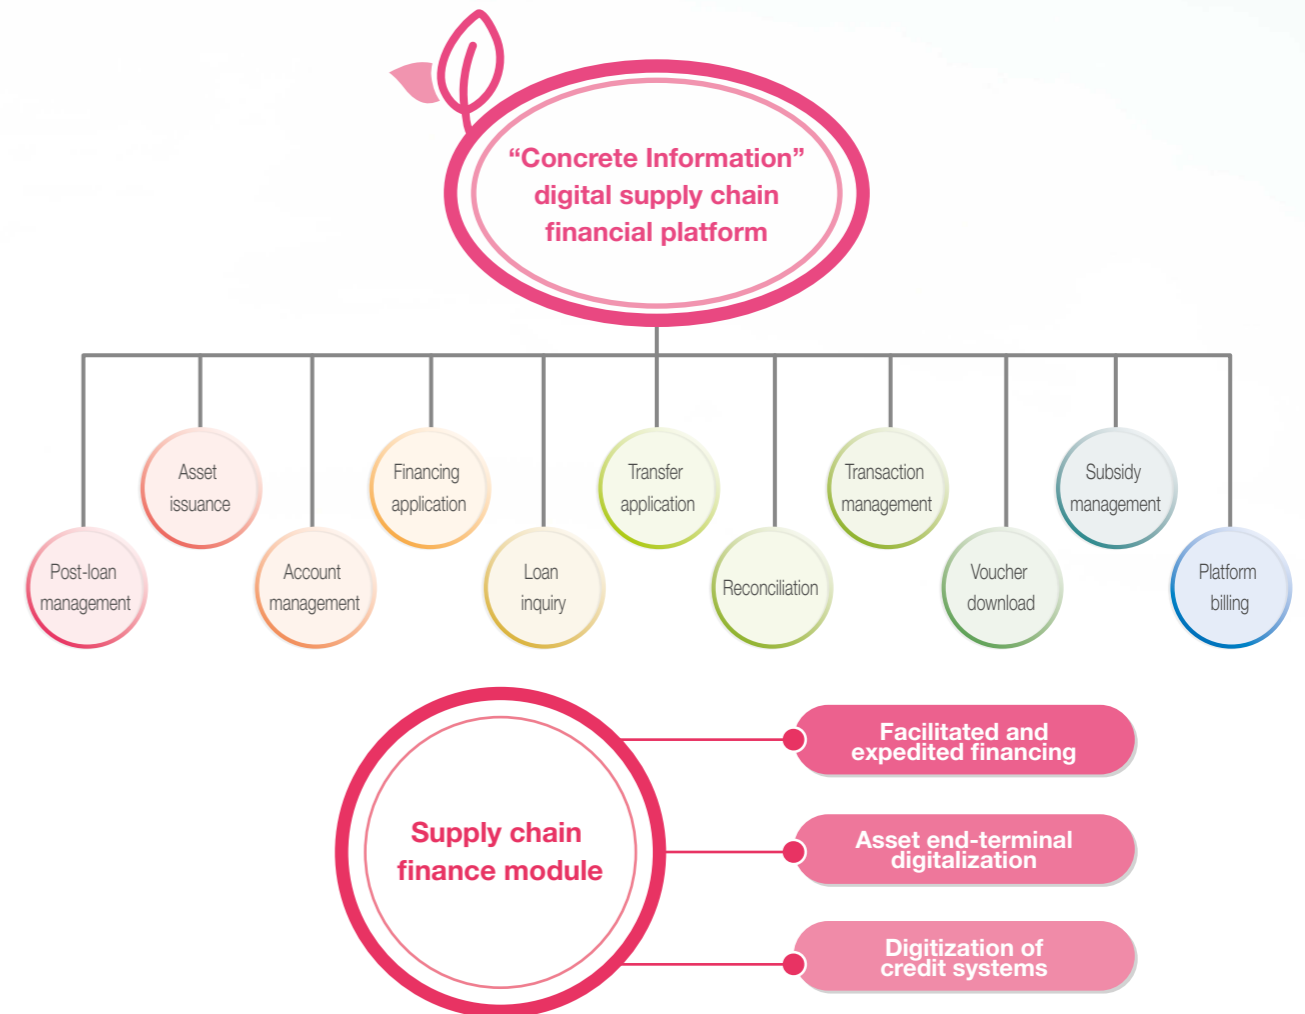 “Concrete Information”
digital supply chain
financial platform
Asset
issuance
Financing
application
Transfer
application
Transaction
management
Subsidy
management
Post-loan
management
Account
management
Loan
inquiry
Reconciliation
Voucher
download
Platform
billing
Supply chain
finance module
Facilitated and
expedited financing
Asset end-terminal
digitalization
Digitization of
credit systems